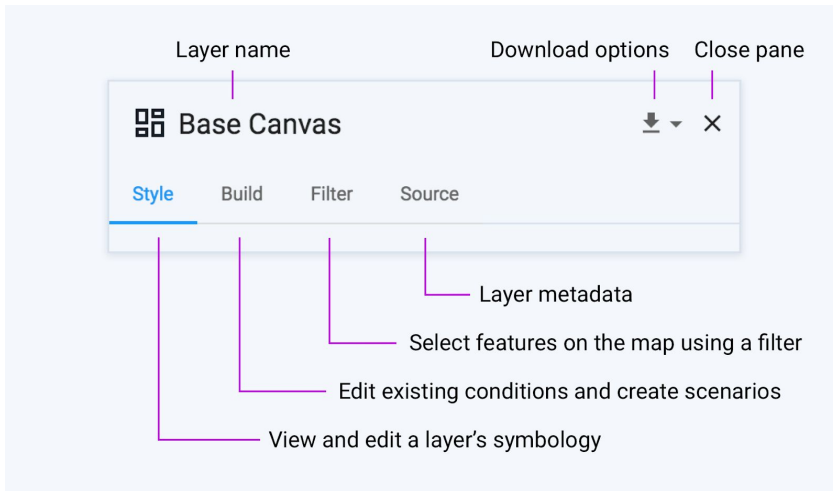 Layer name
Download options
Close pane
Base Canvas
Style
Build
Filter
Source
Layer metadata
Select features on the map using a filter
Edit existing conditions and create scenarios
View and edit a layer’s symbology